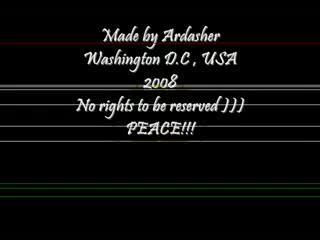 Made by Ardasher
Washington D.C , USA
2008
No rights to be reserved )))
PEACE!!!